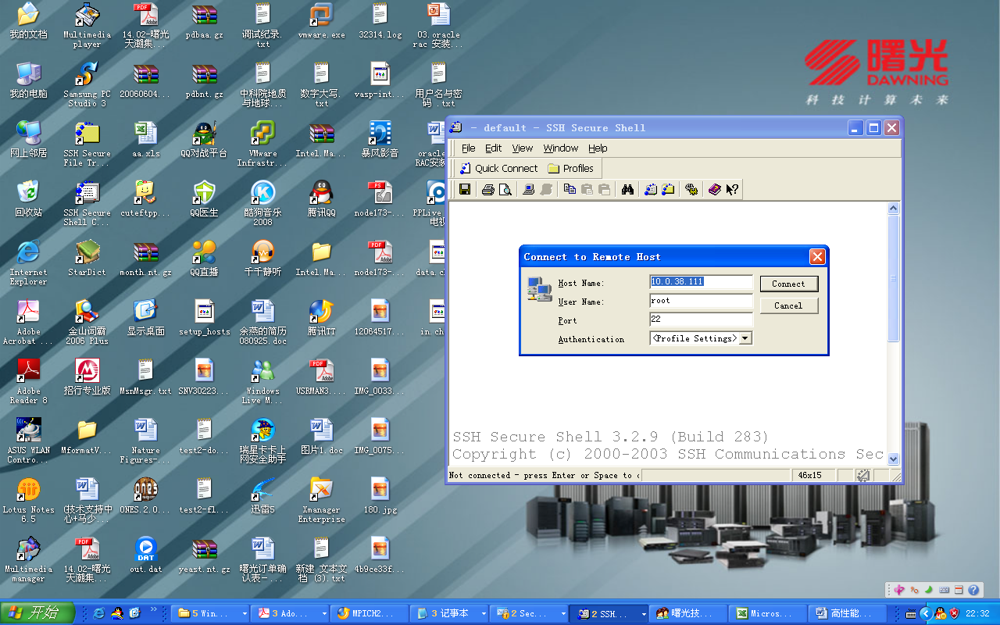 我的文档
Multimedia
player
14.02-曙光
天潮集...
pdbaa.gz
调试纪录.
txt
vmware.exe
32314.log
03.oracle
rac 安装...
我的电脑
Samsung PC
Studio 3
20060604...
pdbnt.gz
中科院地质
与地球...
数字大写.
txt
vasp-int...
用户名与密
码 .txt
网上邻居
SSH Secure
File Tr...
aa.xls
QQ对战平台
VMware
Infrastr...
Intel.Ma...
暴风影音
oracle
RAC安装
回收站
SSH Secure
Shell C...
cuteftpp...
QQ医生
酷狗音乐
2008
腾讯QQ
node173-...
PPLive
电视
Internet
Explorer
StarDict
month.nt.gz
QQ直播
千千静听
Intel.Ma...
node173-...
data.c
Adobe
Acrobat ...
金山词霸
2006 Plus
显示桌面
setup_hosts
余燕的简历
080925.doc
腾讯TT
12064517...
in.ch
Adobe
Reader 8
招行专业版
MsnMsgr.txt
SNV30223...
Windows
Live M...
USRMAN3...
IMG_0033...
ASUS WLAN
Contro...
MformatV...
Nature
Figures-...
test2-do...
瑞星卡卡上
网安全助手
图片1.doc
IMG_0075...
Lotus Notes
6.5
(技术支持中
心+马少...
ONES.2.0...
test2-fl...
迅雷5
Xmanager
Enterprise
180.jpg
Multimedia
manager
14.02-曙光
天潮集...
out.dat
yeast.nt.gz
曙光订单确
认表-...
新建 文本文
档 (3).txt
4b9ce33f...
曙光
DAWNING
科技计算未来
- default - SSH Secure Shell
File Edit View Window Help
Quick Connect Profiles
Connect to Remote Host
Host Name: 10.0.38.111 Connect
User Name: root Cancel
Port 22
Authentication <Profile Settings>
SSH Secure Shell 3.2.9 (Build 283)
Copyright (c) 2000-2003 SSH Communications Sec
Not connected - press Enter or Space to c 46x15
开始 5 Win... 3 Ado... MPICH2... 3 记事本 2 Sec... 2 SSH... 曙光技... Micros... 高性能... 22:32